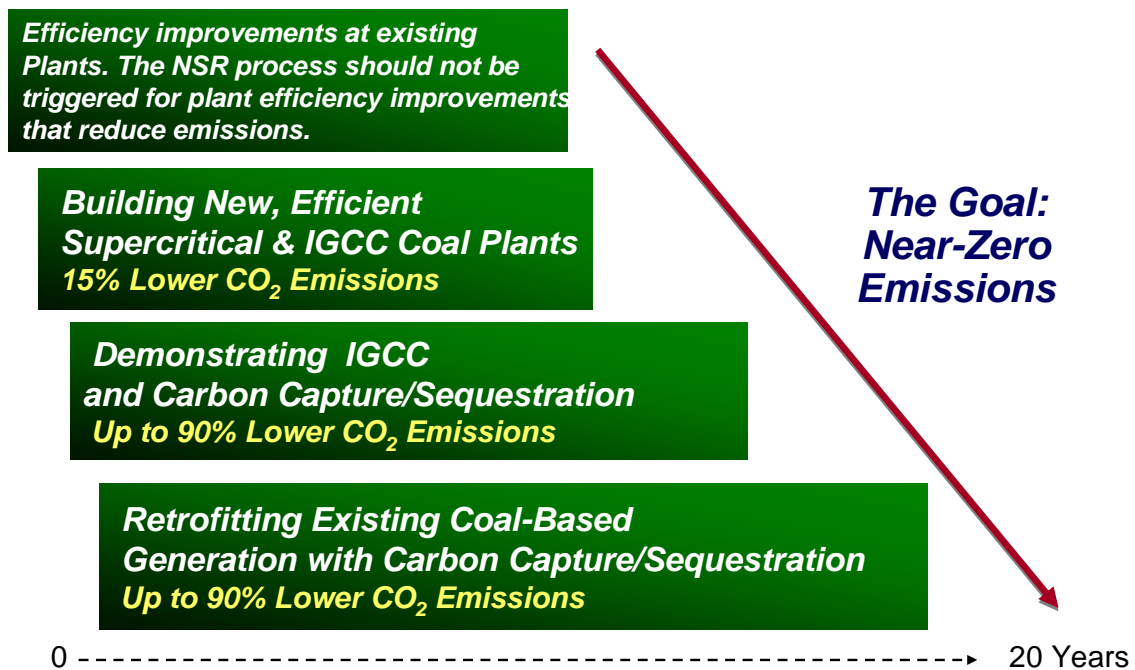 Efficiency improvements at existing
Plants. The NSR process should not be
triggered for plant efficiency improvements
that reduce emissions.
Building New, Efficient
Supercritical & IGCC Coal Plants
15% Lower CO₂ Emissions
The Goal:
Near-Zero
Emissions
Demonstrating IGCC
and Carbon Capture/Sequestration
Up to 90% Lower CO₂ Emissions
Retrofitting Existing Coal-Based
Generation with Carbon Capture/Sequestration
Up to 90% Lower CO₂ Emissions
0 20 Years